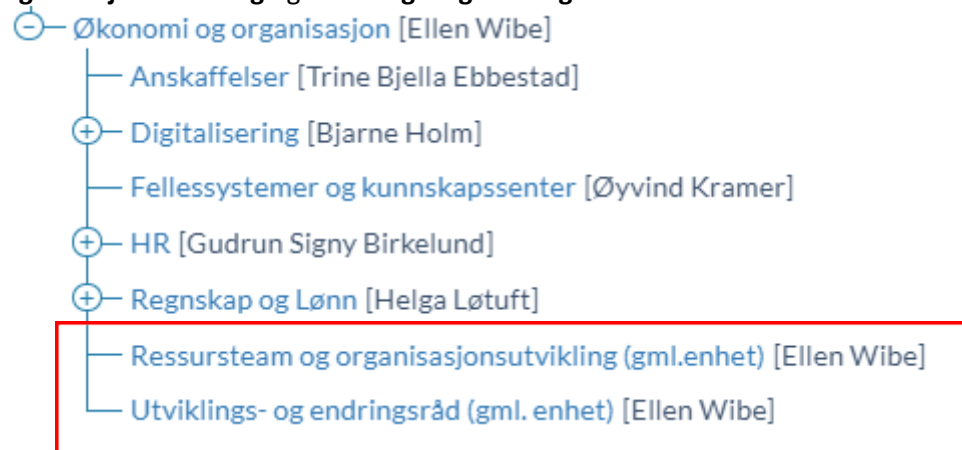 Økonomi og organisasjon [Ellen Wibe]
Anskaffelser [Trine Bjella Ebbestad]
Digitalisering [Bjarne Holm]
Fellessystemer og kunnskapssenter [Øyvind Kramer]
HR [Gudrun Signy Birkelund]
Regnskap og Lønn [Helga Løtuft]
Ressursteam og organisasjonsutvikling (gml.enhet) [Ellen Wibe]
Utviklings- og endringsråd (gml. enhet) [Ellen Wibe]